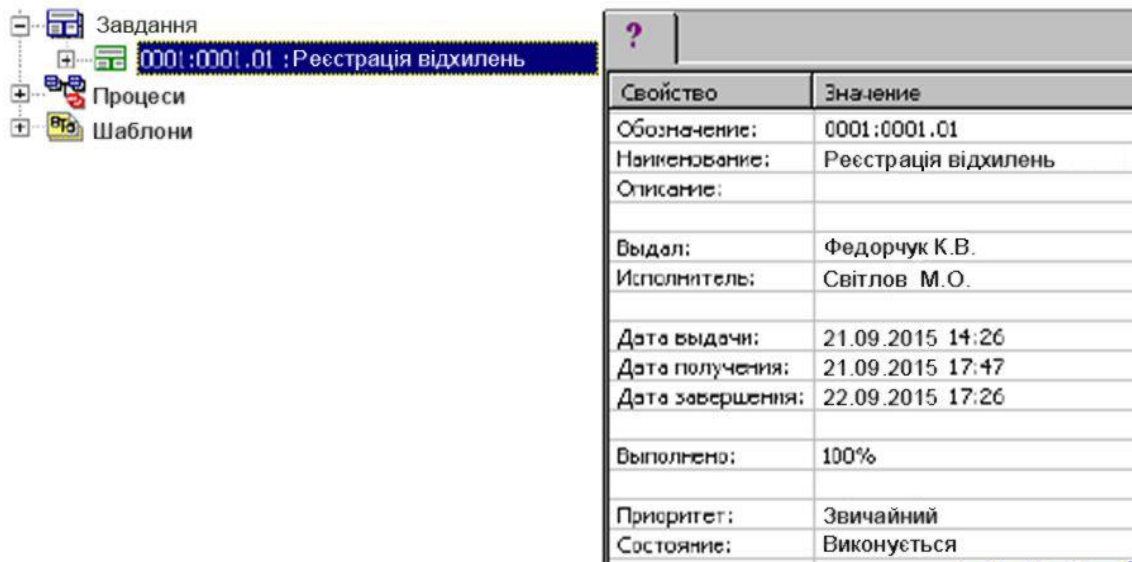 Завдання
0001:0001.01 : Реєстрація відхилень
Процеси
Шаблони
?
Свойство Значение
Обозначение: 0001:0001.01
Наименование: Реєстрація відхилень
Описание:
Выдал: Федорчук К.В.
Исполнитель: Світлов М.О.
Дата выдачи: 21.09.2015 14:26
Дата получения: 21.09.2015 17:47
Дата завершения: 22.09.2015 17:26
Выполнено: 100%
Приоритет: Звичайний
Состояние: Виконується